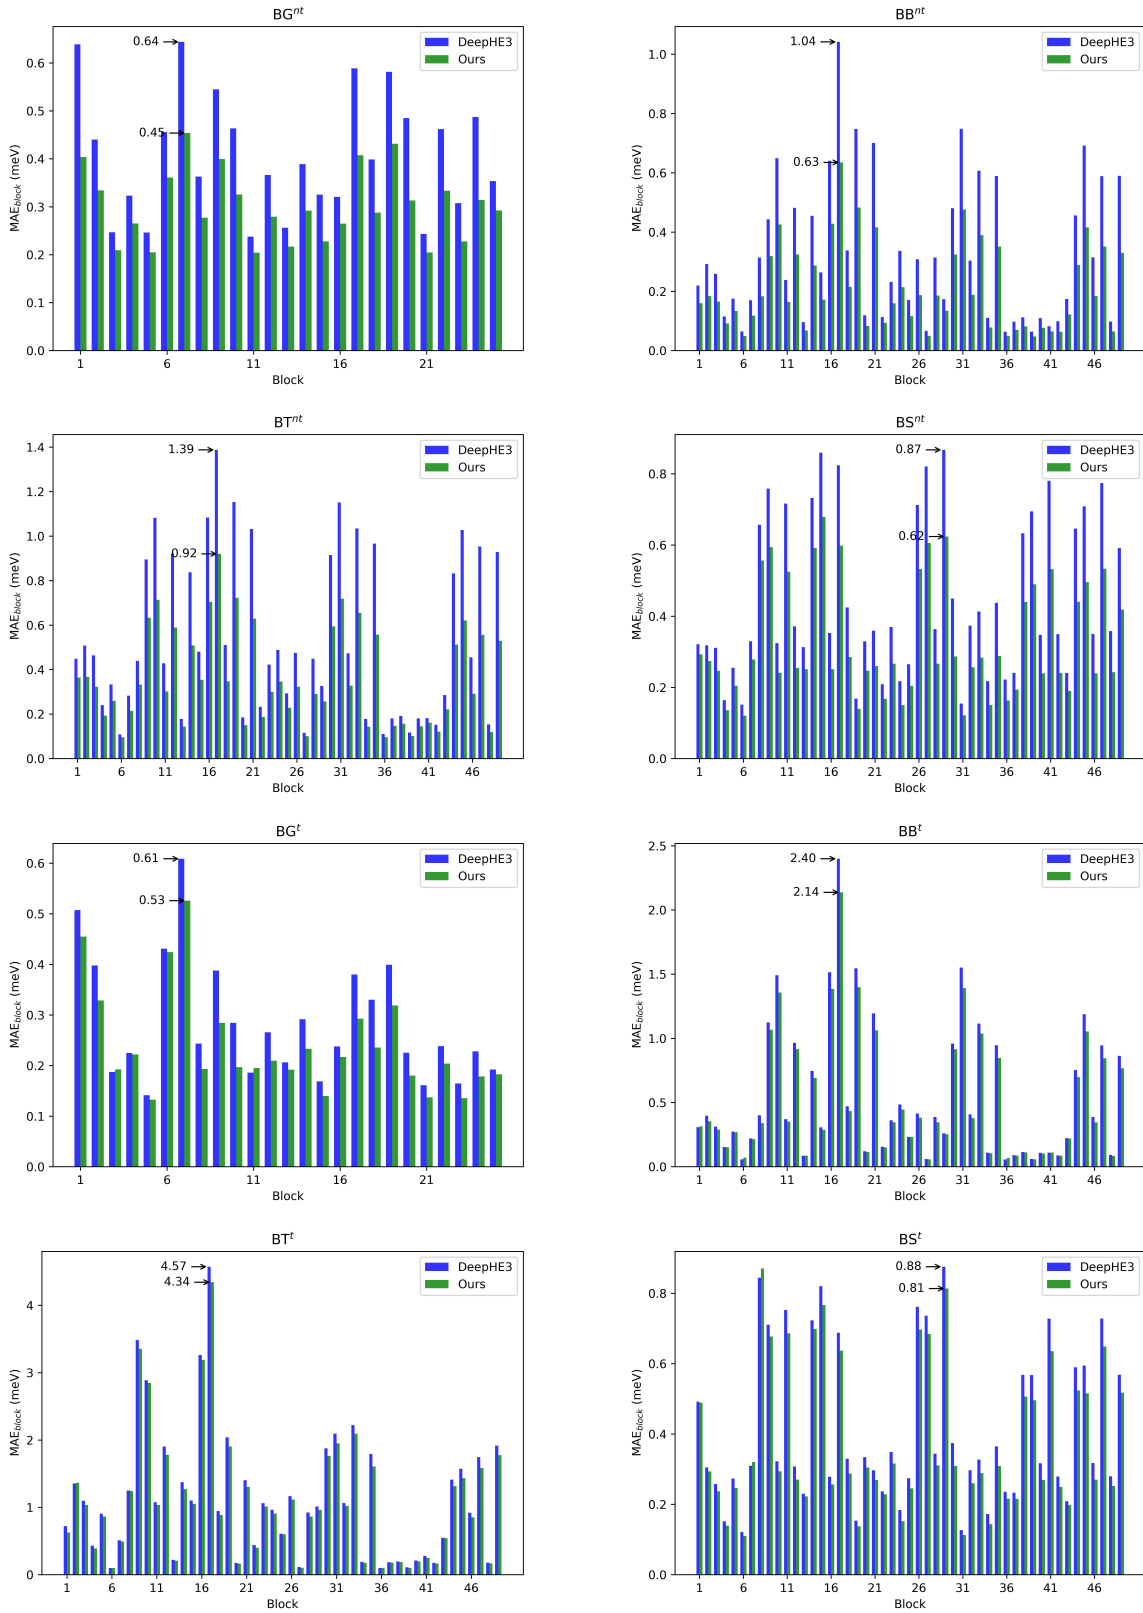 BG^nt
0.64
0.45
DeepHE3
Ours
MAE_block (meV)
0.6
0.5
0.4
0.3
0.2
0.1
0.0
1 6 11 16 21
Block
BB^nt
1.04
0.63
DeepHE3
Ours
MAE_block (meV)
1.0
0.8
0.6
0.4
0.2
0.0
1 6 11 16 21 26 31 36 41 46
Block
BT^nt
1.39
0.92
DeepHE3
Ours
MAE_block (meV)
1.4
1.2
1.0
0.8
0.6
0.4
0.2
0.0
1 6 11 16 21 26 31 36 41 46
Block
BS^nt
0.87
0.62
DeepHE3
Ours
MAE_block (meV)
0.8
0.6
0.4
0.2
0.0
1 6 11 16 21 26 31 36 41 46
Block
BG^t
0.61
0.53
DeepHE3
Ours
MAE_block (meV)
0.6
0.5
0.4
0.3
0.2
0.1
0.0
1 6 11 16 21
Block
BB^t
2.40
2.14
DeepHE3
Ours
MAE_block (meV)
2.5
2.0
1.5
1.0
0.5
0.0
1 6 11 16 21 26 31 36 41 46
Block
BT^t
4.57
4.34
DeepHE3
Ours
MAE_block (meV)
4
3
2
1
0
1 6 11 16 21 26 31 36 41 46
Block
BS^t
0.88
0.81
DeepHE3
Ours
MAE_block (meV)
0.8
0.6
0.4
0.2
0.0
1 6 11 16 21 26 31 36 41 46
Block